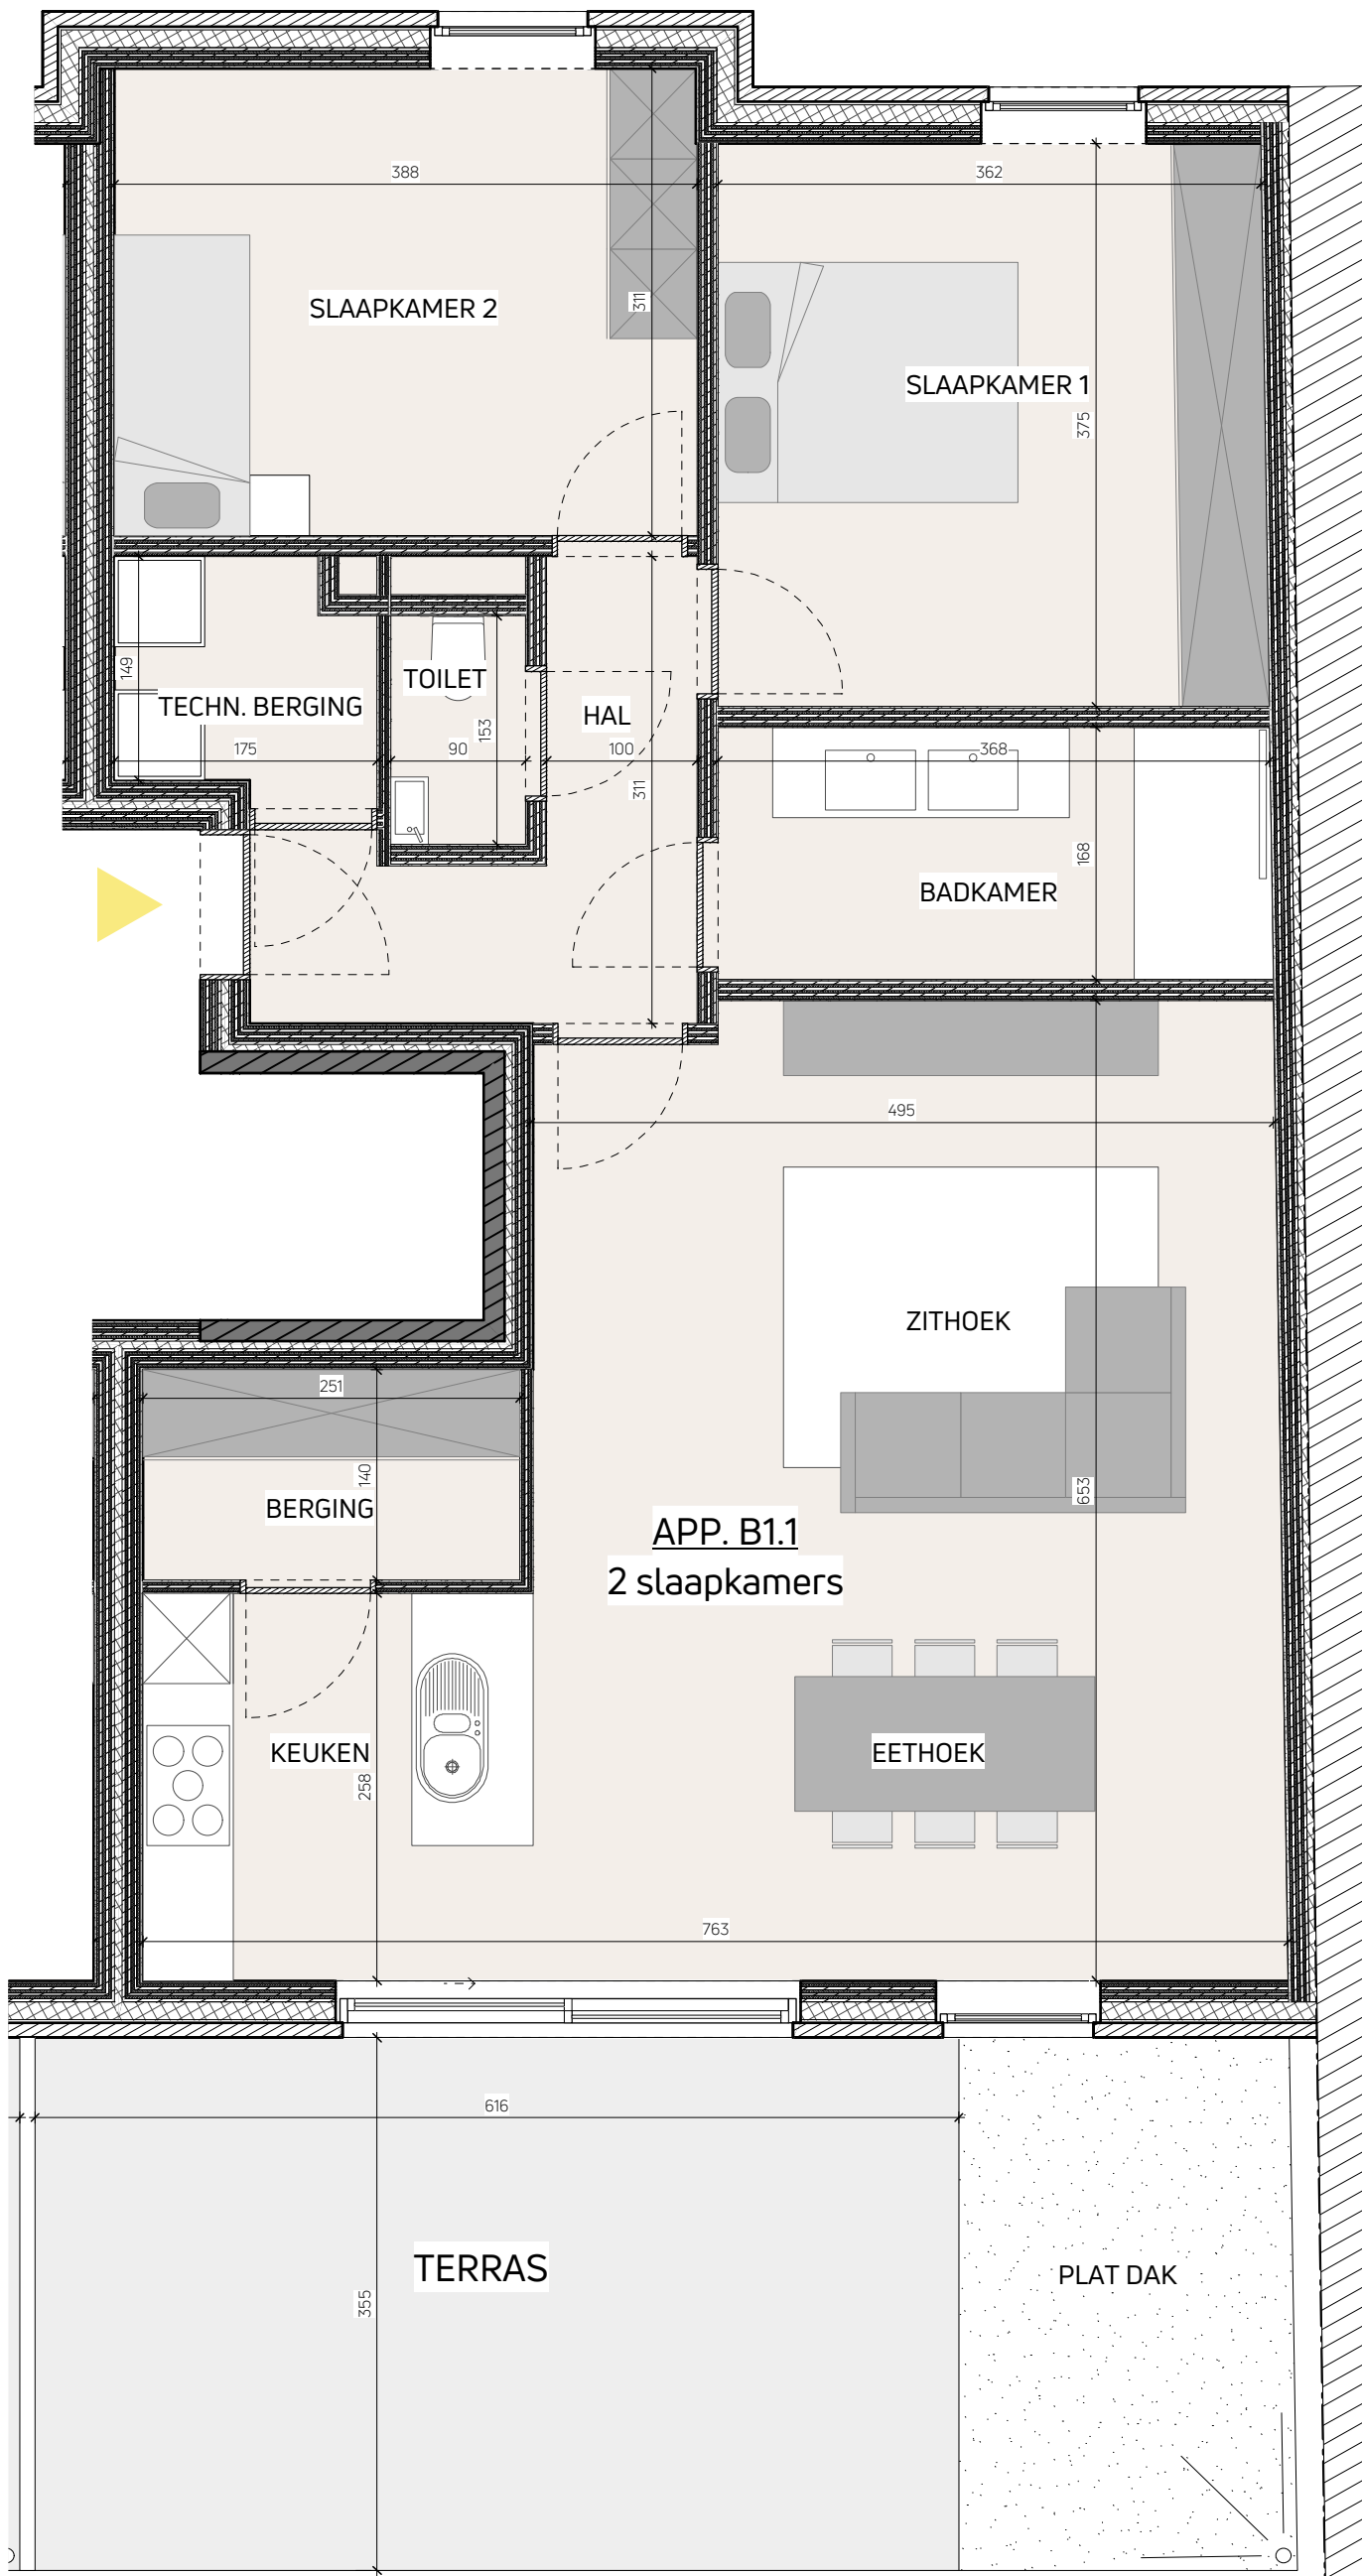 388
362
SLAAPKAMER 2
311
SLAAPKAMER 1
375
149
TOILET
TECHN. BERGING
HAL
153
175
90
100
368
311
168
BADKAMER
495
ZITHOEK
251
140
BERGING
653
APP. B1.1
2 slaapkamers
KEUKEN
EETHOEK
258
763
616
TERRAS
PLAT DAK
355